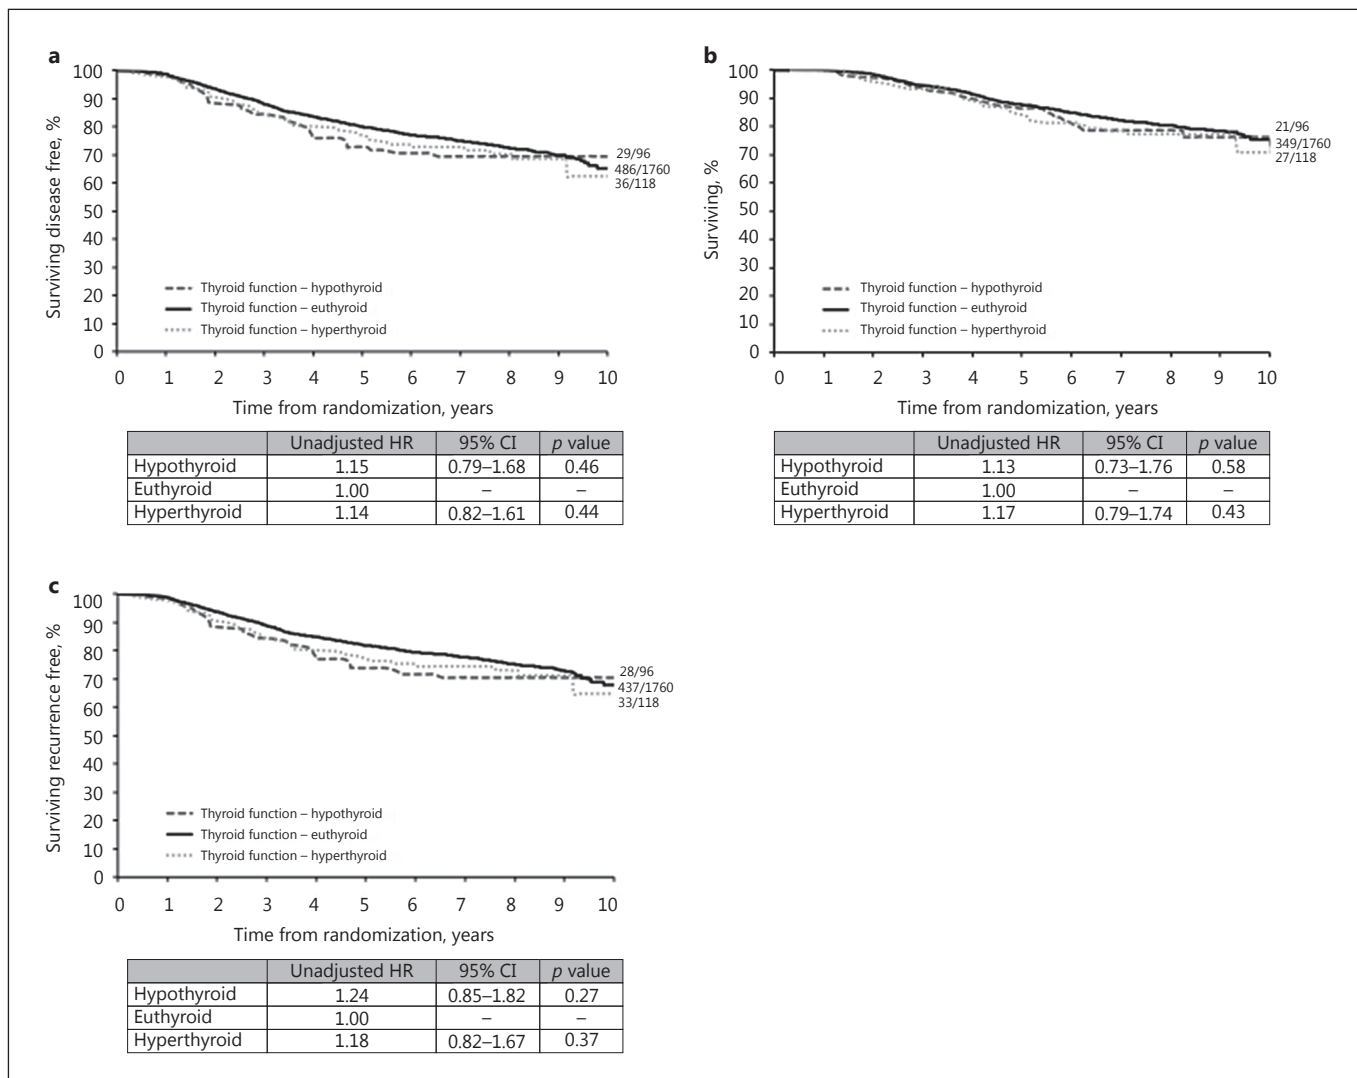 a
100
90
80
70
60
50
40
30
20
10
0
Surviving disease free, %
29/96
486/1760
36/118
Thyroid function – hypothyroid
Thyroid function – euthyroid
Thyroid function – hyperthyroid
0 1 2 3 4 5 6 7 8 9 10
Time from randomization, years
Unadjusted HR 95% CI p value
Hypothyroid 1.15 0.79–1.68 0.46
Euthyroid 1.00 – –
Hyperthyroid 1.14 0.82–1.61 0.44
b
100
90
80
70
60
50
40
30
20
10
0
Surviving, %
21/96
349/1760
27/118
Thyroid function – hypothyroid
Thyroid function – euthyroid
Thyroid function – hyperthyroid
0 1 2 3 4 5 6 7 8 9 10
Time from randomization, years
Unadjusted HR 95% CI p value
Hypothyroid 1.13 0.73–1.76 0.58
Euthyroid 1.00 – –
Hyperthyroid 1.17 0.79–1.74 0.43
c
100
90
80
70
60
50
40
30
20
10
0
Surviving recurrence free, %
28/96
437/1760
33/118
Thyroid function – hypothyroid
Thyroid function – euthyroid
Thyroid function – hyperthyroid
0 1 2 3 4 5 6 7 8 9 10
Time from randomization, years
Unadjusted HR 95% CI p value
Hypothyroid 1.24 0.85–1.82 0.27
Euthyroid 1.00 – –
Hyperthyroid 1.18 0.82–1.67 0.37